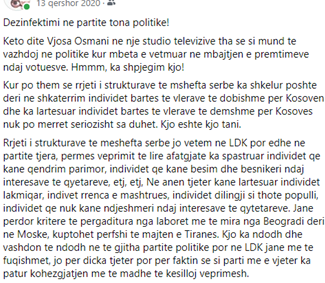 13 qershor 2020 ·
Dezinfektimi ne partite tona politike!
Keto dite Vjosa Osmani ne nje studio televizive tha se si mund te
vazhdoj ne politike kur mbeta e vetmuar ne mbajtjen e premtimeve
ndaj votuesve. Hmmm, ka shpjegim kjo!
Kur po them se rrjeti i strukturave te mshefta serbe ka shkelur poshte
deri ne shkaterrim individet bartes te vlerave te dobishme per Kosoven
dhe ka lartesuar individet bartes te vlerave te demshme per Kosoves
nuk po merret seriozisht sa duhet. Kjo eshte kjo tani.
Rrjeti i strukturave te meshefta serbe jo vetem ne LDK por edhe ne
partite tjera, permes veprimit te lire afatgjate ka spastruar individet qe
kane qendrim parimor, individet qe kane besim dhe besnikeri ndaj
interesave te qyetareve, etj, etj, Ne anen tjeter kane lartesuar individet
lakmiqar, indivet rrenca e mashtrues, individet dilingji si thote populli,
individet qe nuk kane ndjeshmeri ndaj interesave te qytetareve. Jane
perdor kritere te pergaditura nga laboret me te mira nga Beogradi deri
ne Moske, kuptohet perfshi te majten e Tiranes. Kjo ka ndodh dhe
vashdon te ndodh ne te gjitha partite politike por ne LDK jane me te
fuqishmet, jo per dicka tjeter por per faktin se si parti me e vjeter ka
patur kohezgjatjen me te madhe te kesilloj veprimesh.